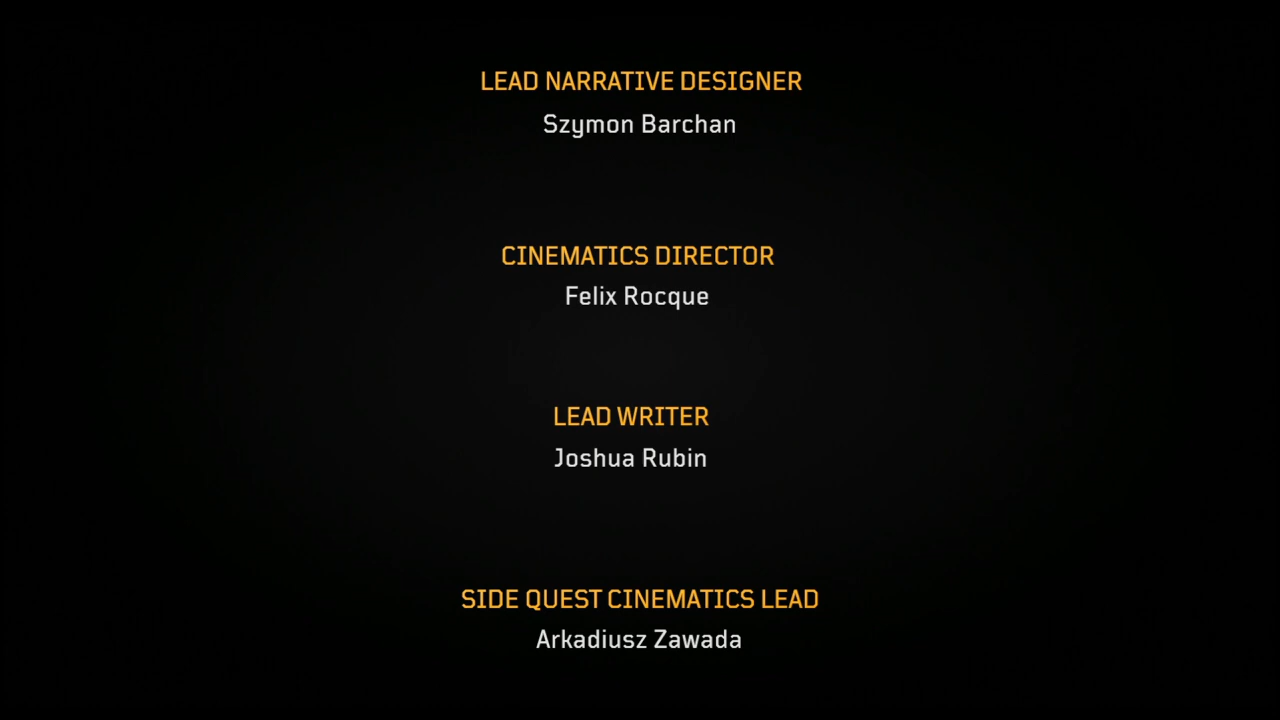 LEAD NARRATIVE DESIGNER
Szymon Barchan
CINEMATICS DIRECTOR
Felix Rocque
LEAD WRITER
Joshua Rubin
SIDE QUEST CINEMATICS LEAD
Arkadiusz Zawada